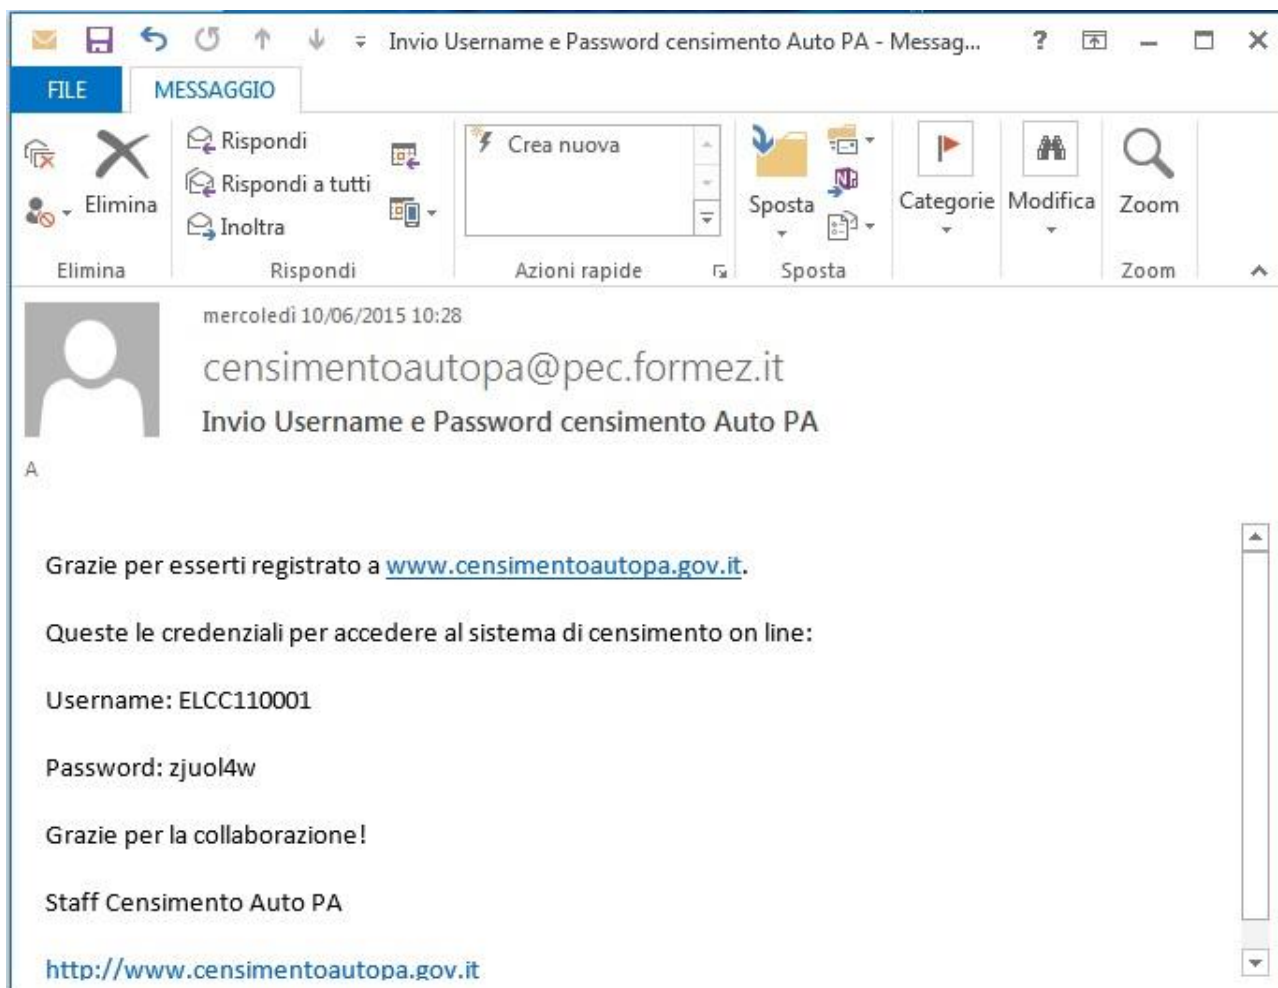 Invio Username e Password censimento Auto PA - Messag... ?
FILE MESSAGGIO
Elimina
Rispondi
Rispondi a tutti
Inoltra
Crea nuova
Sposta
Categorie
Modifica
Zoom
Elimina Rispondi Azioni rapide Sposta Zoom
mercoledì 10/06/2015 10:28
censimentoautopa@pec.formez.it
Invio Username e Password censimento Auto PA
A
Grazie per esserti registrato a www.censimentoautopa.gov.it.
Queste le credenziali per accedere al sistema di censimento on line:
Username: ELCC110001
Password: zjuol4w
Grazie per la collaborazione!
Staff Censimento Auto PA
http://www.censimentoautopa.gov.it